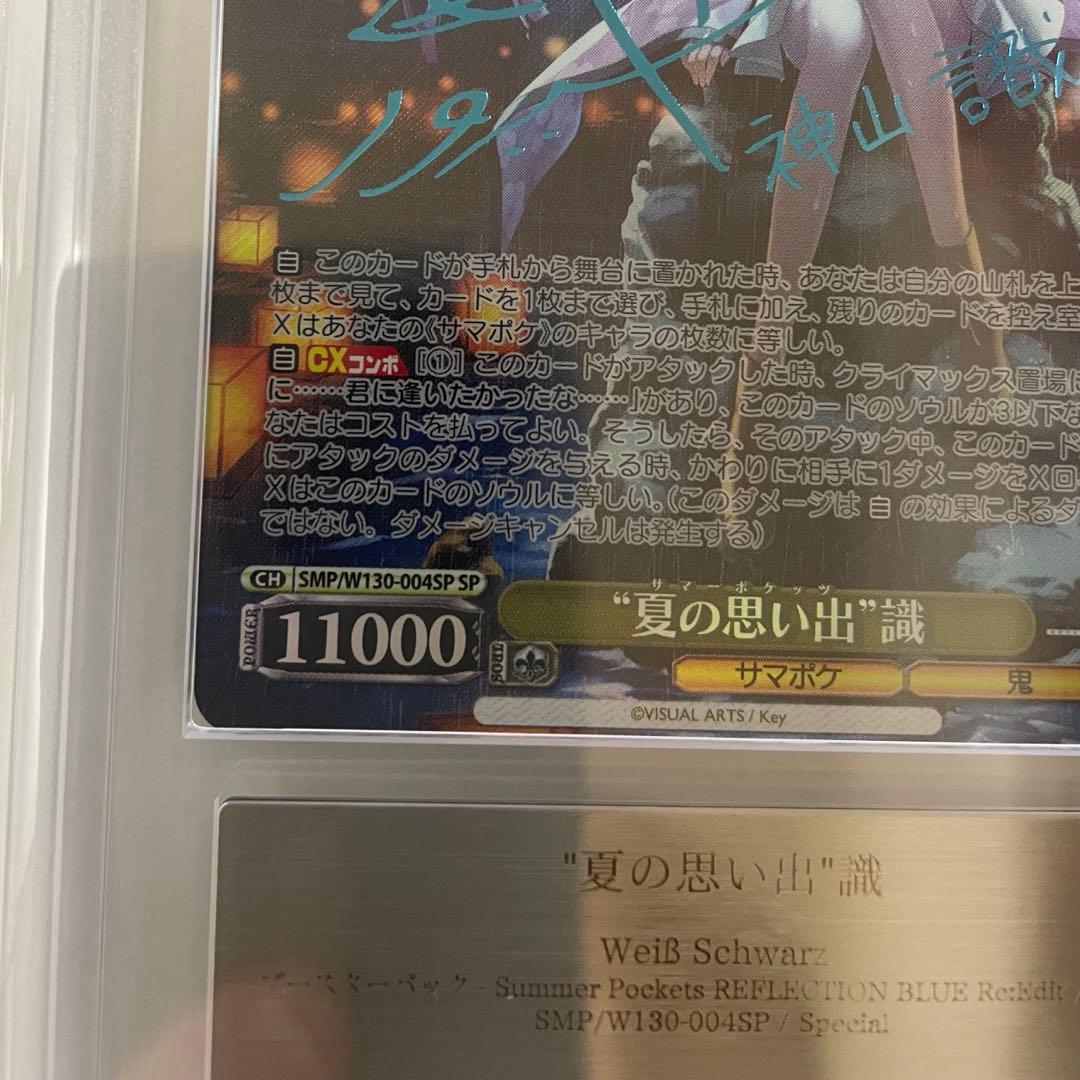 神山 識
自 このカードが手札から舞台に置かれた時、あなたは自分の山札を上
枚まで見て、カードを1枚まで選び、手札に加え、残りのカードを控え室
Xはあなたの《サマポケ》のキャラの枚数に等しい。
自 CXコンボ [①] このカードがアタックした時、クライマックス置場に
に……君に逢いたかったな……」があり、このカードのソウルが3以下な
なたはコストを払ってよい。そうしたら、そのアタック中、このカード
にアタックのダメージを与える時、かわりに相手に1ダメージをX回
Xはこのカードのソウルに等しい。(このダメージは 自 の効果によるダ
ではない。ダメージキャンセルは発生する)
CH SMP/W130-004SP SP
サマーポケッツ
“夏の思い出”識
POWER 11000
SOUL
サマポケ 鬼
©VISUAL ARTS / Key
"夏の思い出"識
Weiß Schwarz
ブースターパック - Summer Pockets REFLECTION BLUE Re:Edit /
SMP/W130-004SP / Special